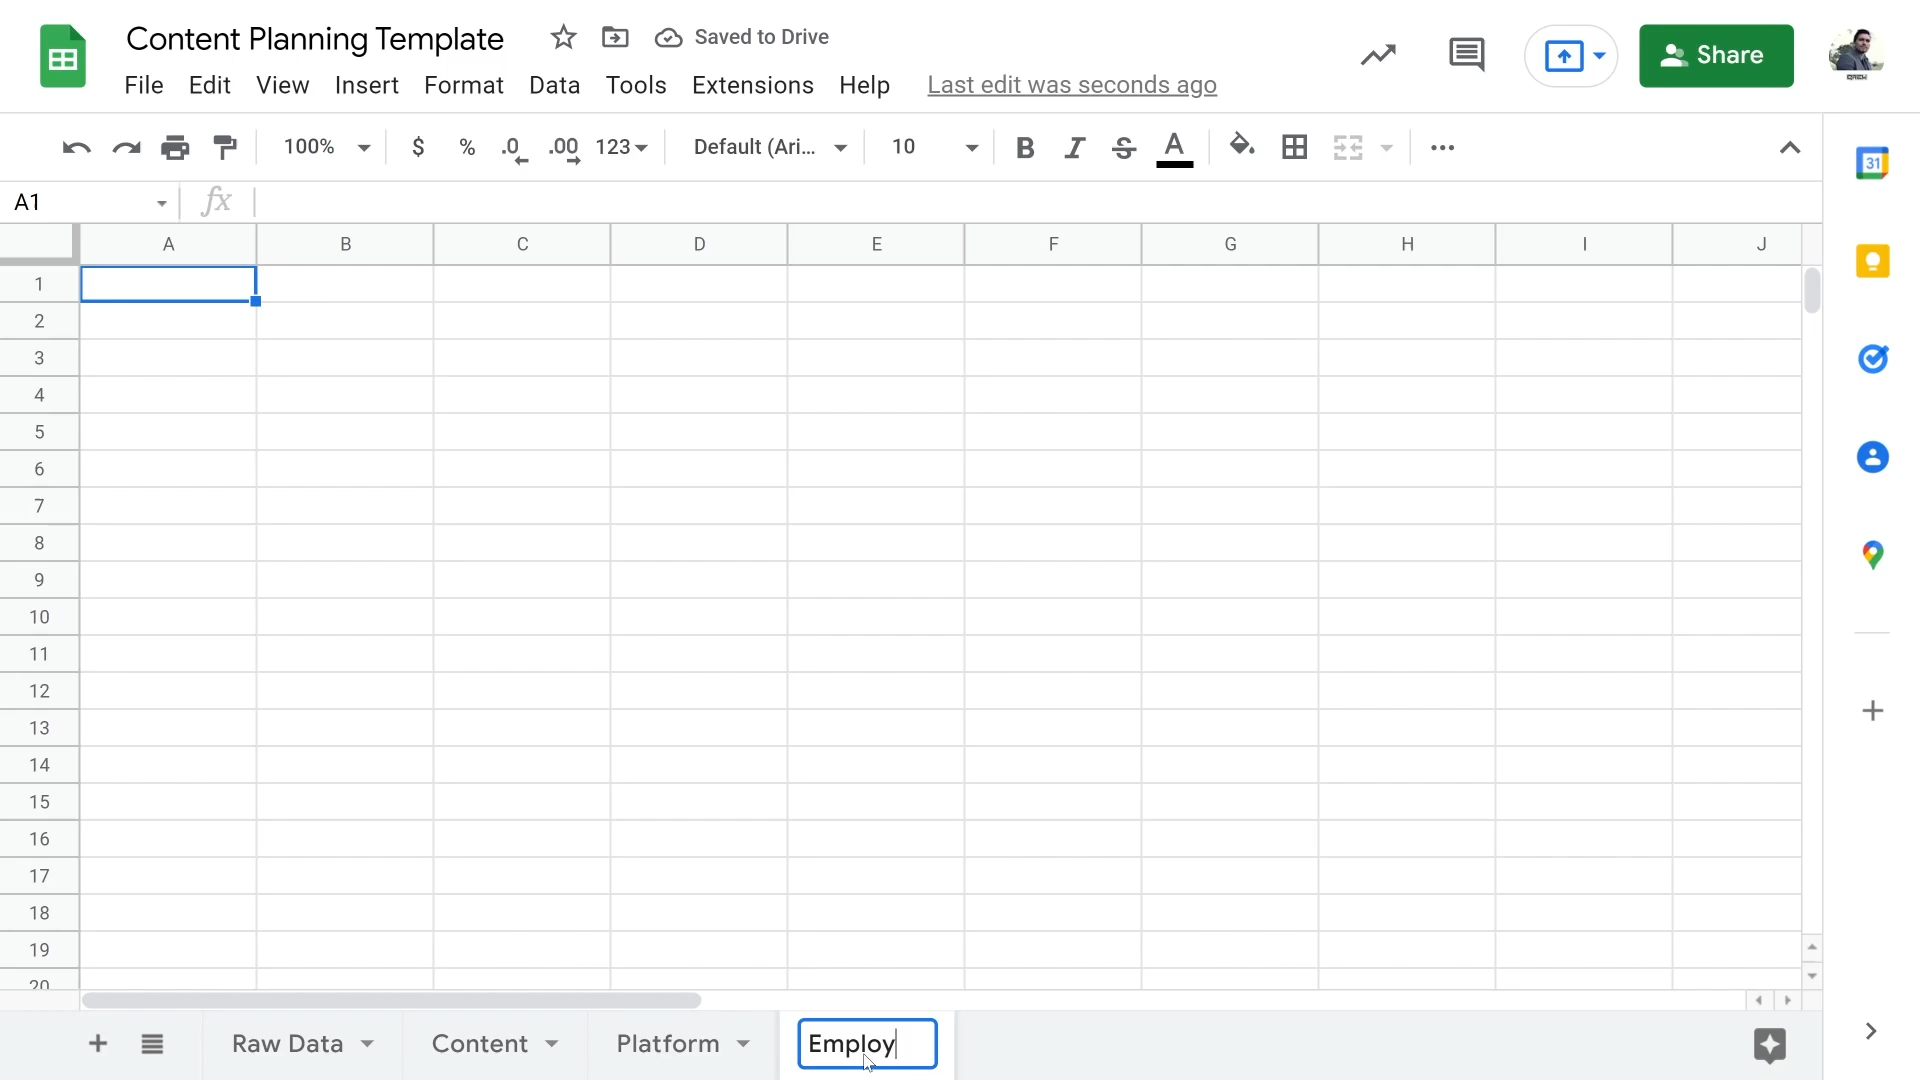 Content Planning Template
Saved to Drive
File Edit View Insert Format Data Tools Extensions Help Last edit was seconds ago
Share
100% $ % .0 .00 123 Default (Ari... 10 B I S A
31
A1 fx
A B C D E F G H I J
1
2
3
4
5
6
7
8
9
10
11
12
13
14
15
16
17
18
19
20
Raw Data Content Platform Employ